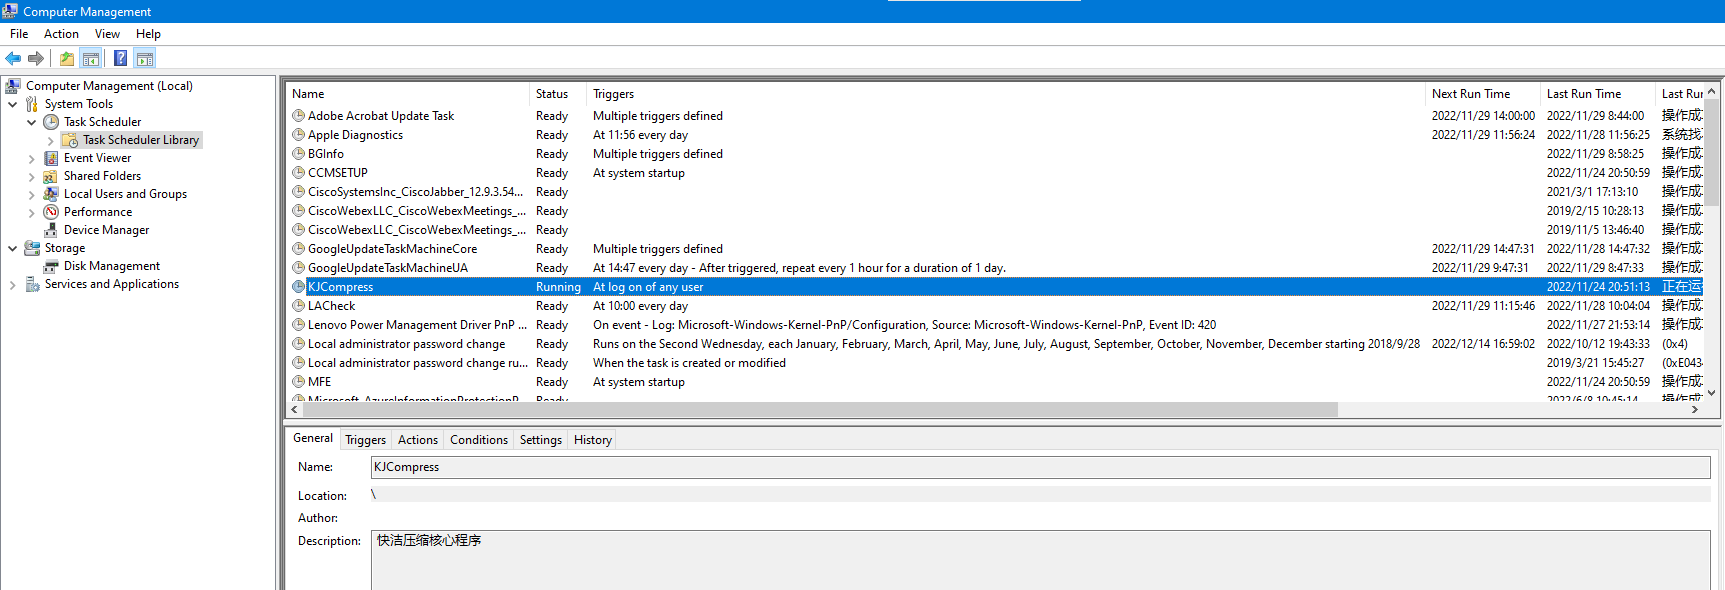 Computer Management
File Action View Help
Computer Management (Local)
System Tools
Task Scheduler
Task Scheduler Library
Event Viewer
Shared Folders
Local Users and Groups
Performance
Device Manager
Storage
Disk Management
Services and Applications
Name Status Triggers Next Run Time Last Run Time Last Rur
Adobe Acrobat Update Task Ready Multiple triggers defined 2022/11/29 14:00:00 2022/11/29 8:44:00 操作成
Apple Diagnostics Ready At 11:56 every day 2022/11/29 11:56:24 2022/11/28 11:56:25 系统找
BGInfo Ready Multiple triggers defined 2022/11/29 8:58:25 操作成
CCMSETUP Ready At system startup 2022/11/24 20:50:59 操作成
CiscoSystemsInc_CiscoJabber_12.9.3.54... Ready 2021/3/1 17:13:10 操作成
CiscoWebexLLC_CiscoWebexMeetings_... Ready 2019/2/15 10:28:13 操作成
CiscoWebexLLC_CiscoWebexMeetings_... Ready 2019/11/5 13:46:40 操作成
GoogleUpdateTaskMachineCore Ready Multiple triggers defined 2022/11/29 14:47:31 2022/11/28 14:47:32 操作成
GoogleUpdateTaskMachineUA Ready At 14:47 every day - After triggered, repeat every 1 hour for a duration of 1 day. 2022/11/29 9:47:31 2022/11/29 8:47:33 操作成
KJCompress Running At log on of any user 2022/11/24 20:51:13 正在运
LACheck Ready At 10:00 every day 2022/11/29 11:15:46 2022/11/28 10:04:04 操作成
Lenovo Power Management Driver PnP ... Ready On event - Log: Microsoft-Windows-Kernel-PnP/Configuration, Source: Microsoft-Windows-Kernel-PnP, Event ID: 420 2022/11/27 21:53:14 操作成
Local administrator password change Ready Runs on the Second Wednesday, each January, February, March, April, May, June, July, August, September, October, November, December starting 2018/9/28 2022/12/14 16:59:02 2022/10/12 19:43:33 (0x4)
Local administrator password change ru... Ready When the task is created or modified 2019/3/21 15:45:27 (0xE043
MFE Ready At system startup 2022/11/24 20:50:59 操作成
Microsoft_AzureInformationProtectionP Ready 2022/6/8 10:45:14 操作成
General Triggers Actions Conditions Settings History
Name: KJCompress
Location: \
Author:
Description: 快洁压缩核心程序